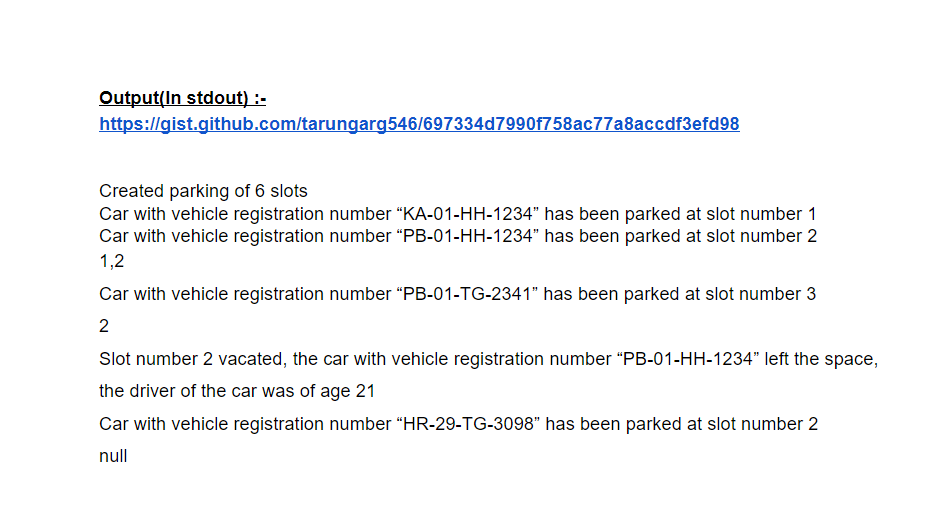 Output(In stdout) :-
https://gist.github.com/tarungarg546/697334d7990f758ac77a8accdf3efd98
Created parking of 6 slots
Car with vehicle registration number “KA-01-HH-1234” has been parked at slot number 1
Car with vehicle registration number “PB-01-HH-1234” has been parked at slot number 2
1,2
Car with vehicle registration number “PB-01-TG-2341” has been parked at slot number 3
2
Slot number 2 vacated, the car with vehicle registration number “PB-01-HH-1234” left the space,
the driver of the car was of age 21
Car with vehicle registration number “HR-29-TG-3098” has been parked at slot number 2
null